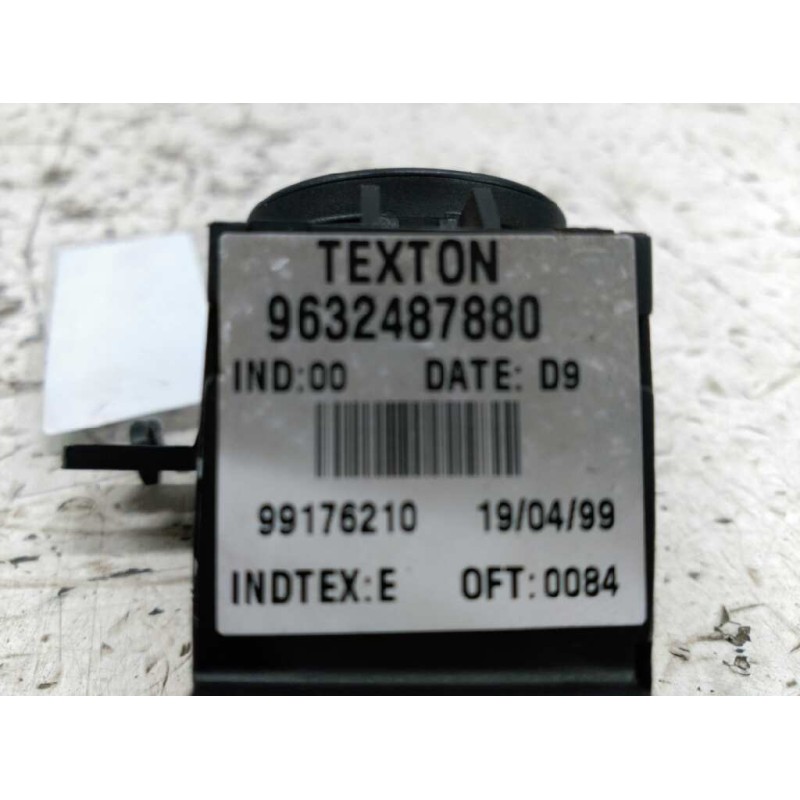 TEXTON
9632487880
IND:00 DATE: D9
99176210 19/04/99
INDTEX:E OFT:0084